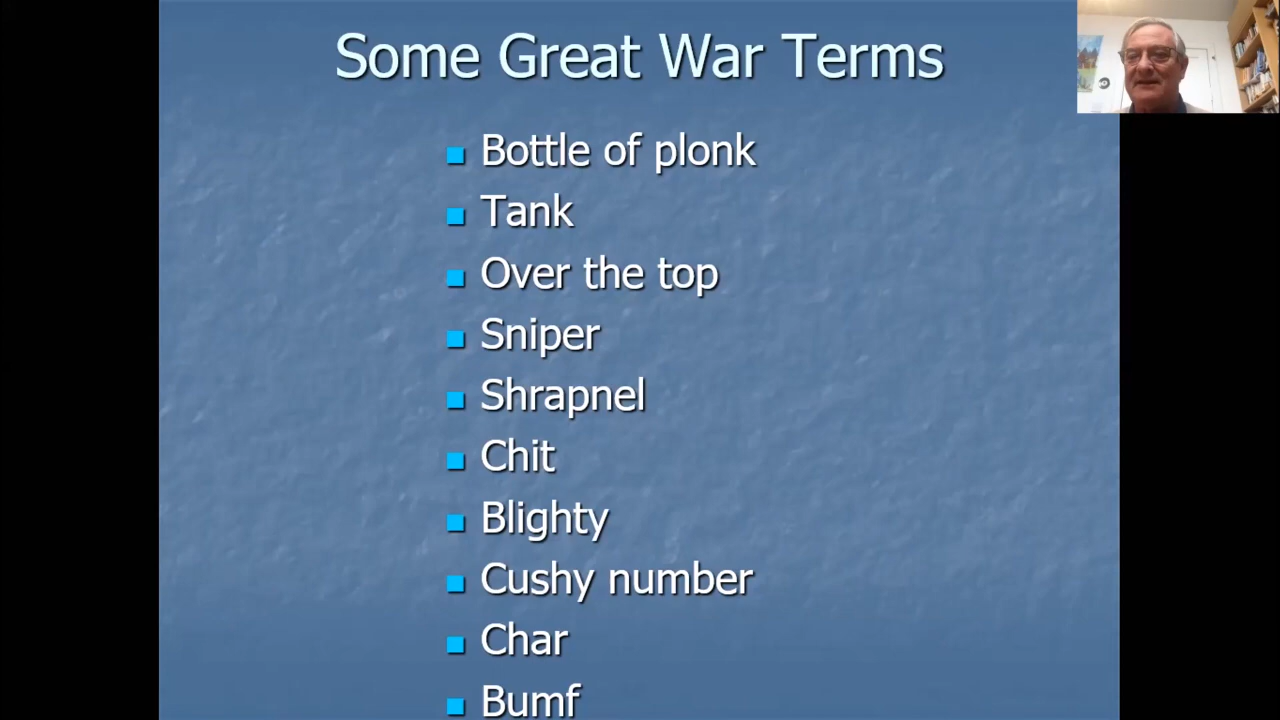 Some Great War Terms
Bottle of plonk
Tank
Over the top
Sniper
Shrapnel
Chit
Blighty
Cushy number
Char
Bumf